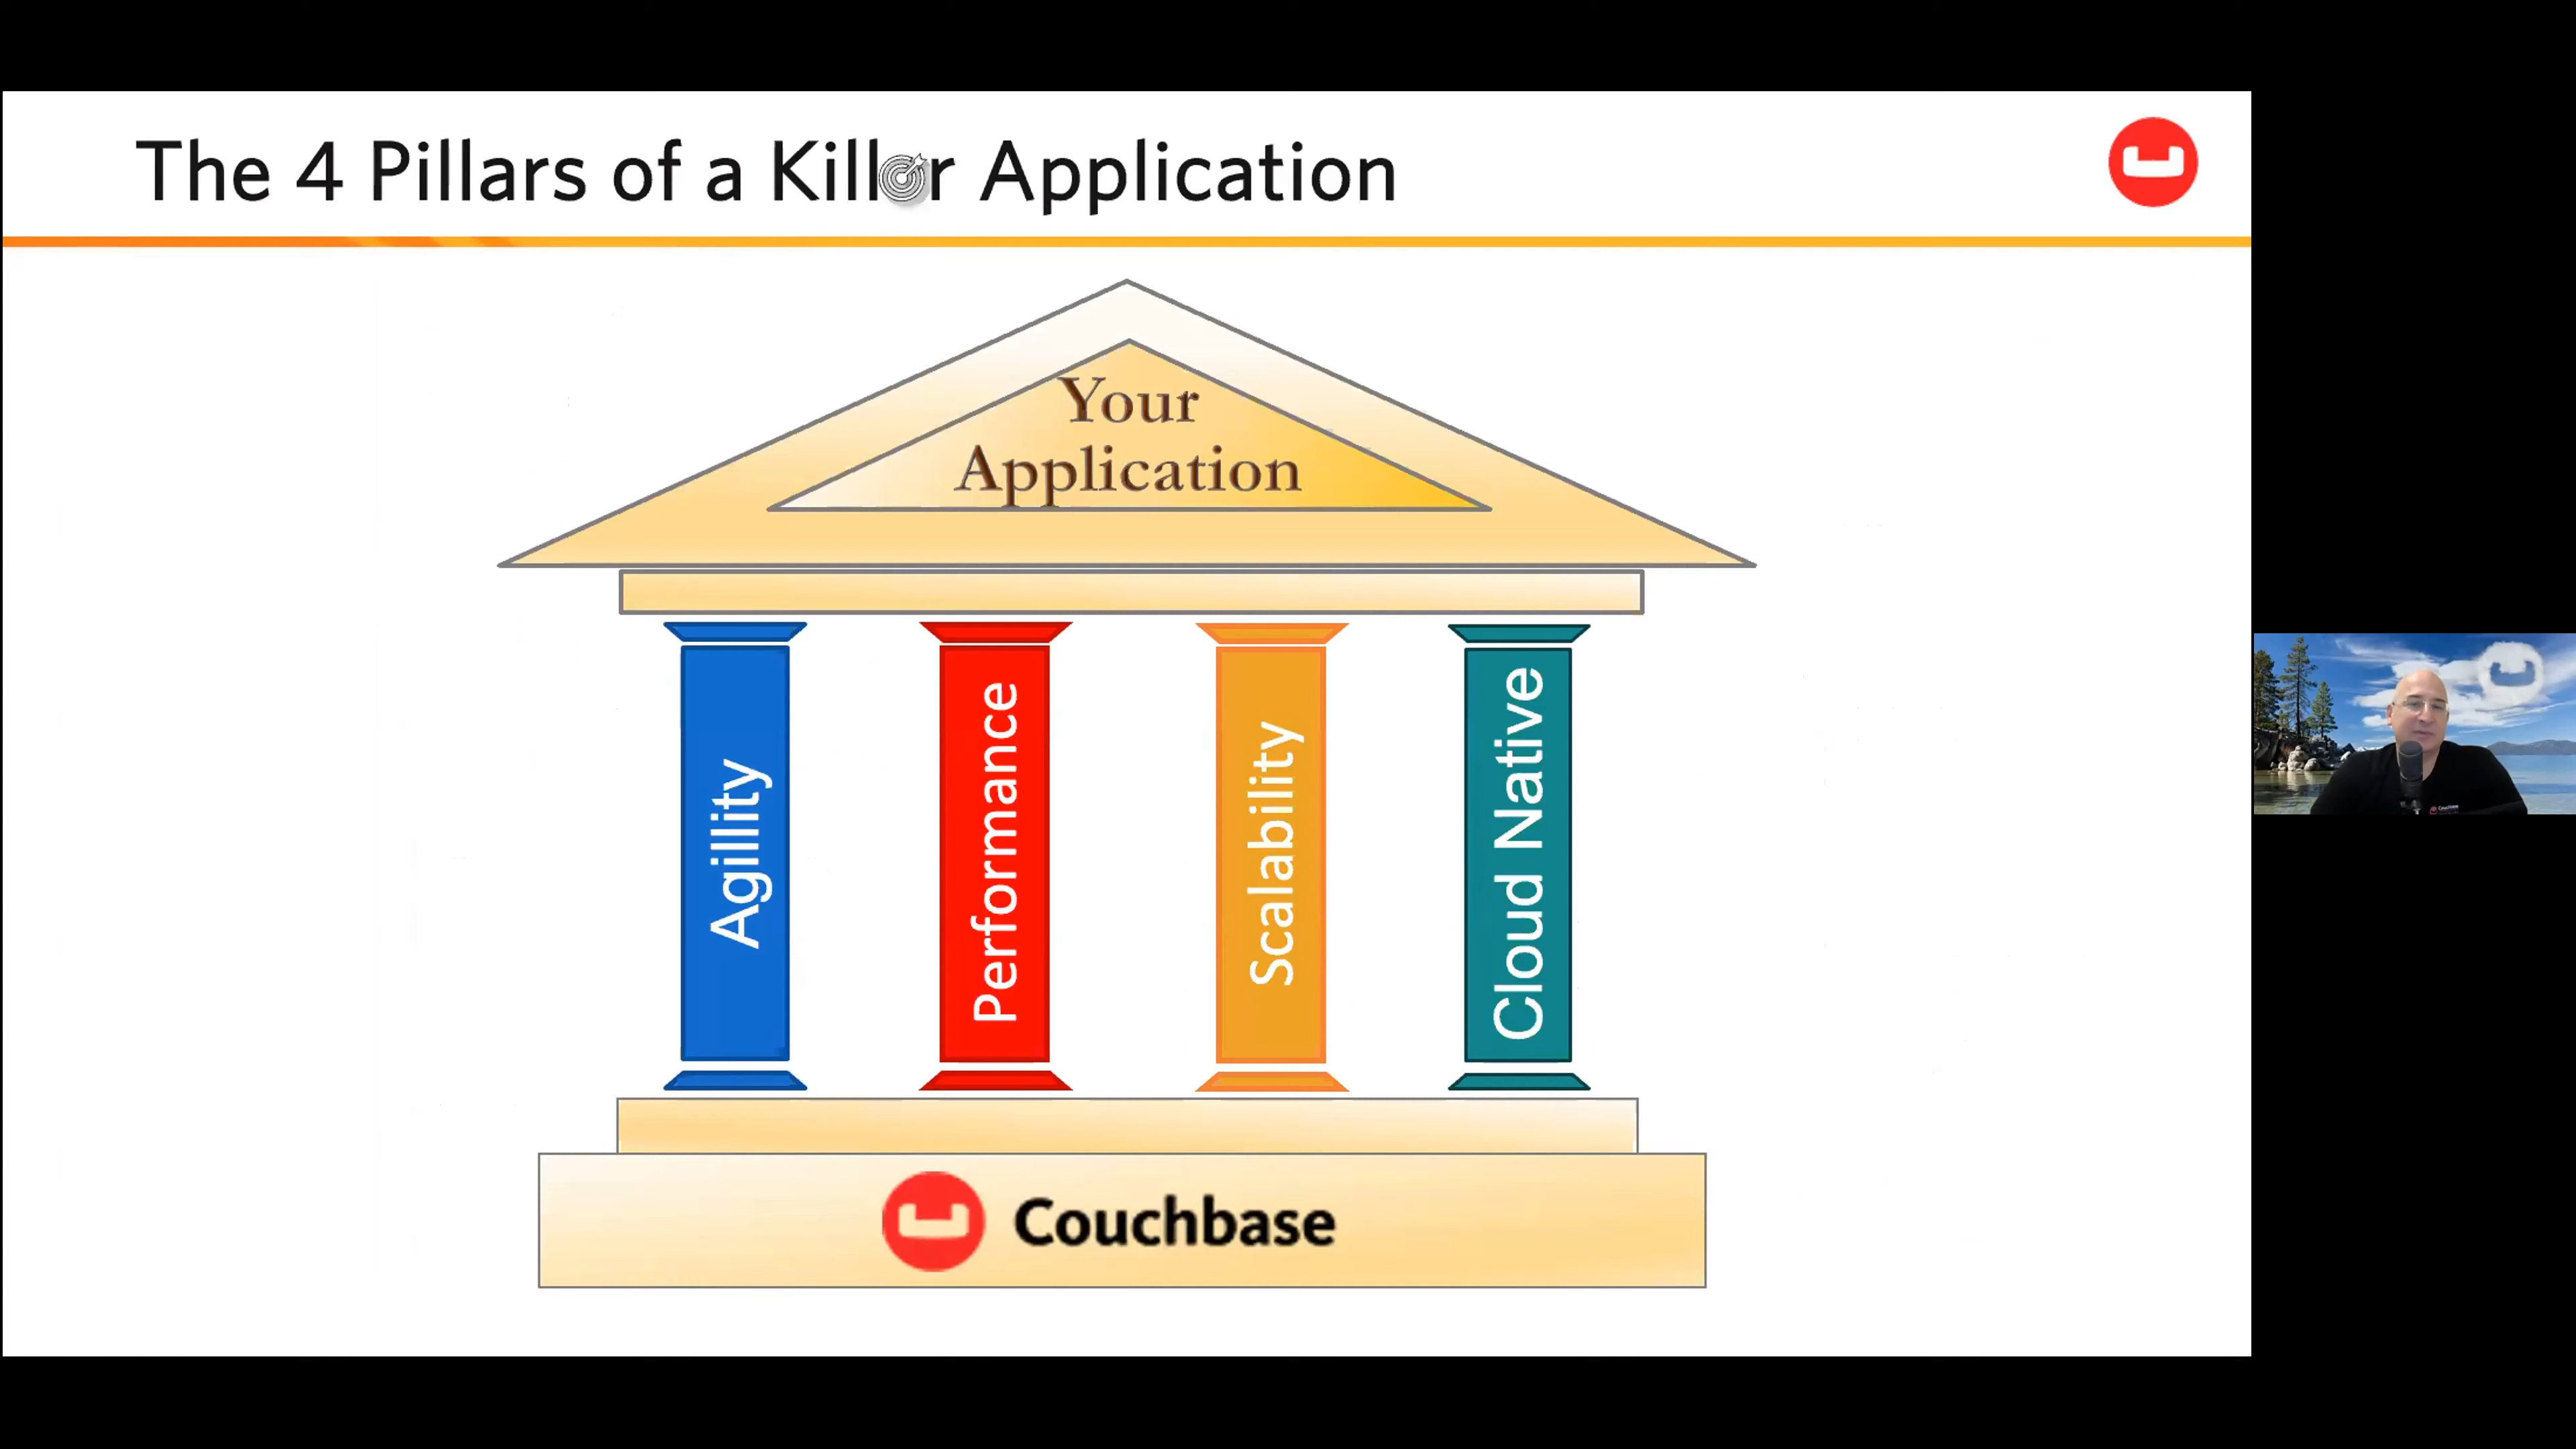 The 4 Pillars of a Killer Application
Your
Application
Agillity
Performance
Scalability
Cloud Native
Couchbase